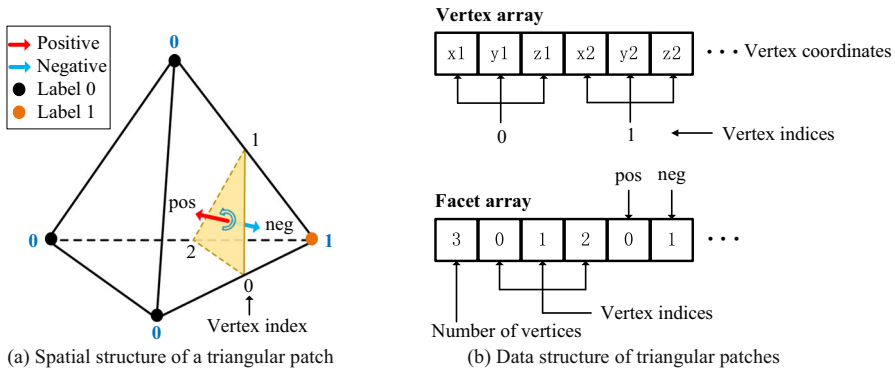 Positive
Negative
Label 0
Label 1
0
1
pos
neg
2
0
1
0
0
Vertex index
(a) Spatial structure of a triangular patch
Vertex array
x1 y1 z1 x2 y2 z2 ··· Vertex coordinates
0 1 Vertex indices
pos neg
Facet array
3 0 1 2 0 1 ···
Vertex indices
Number of vertices
(b) Data structure of triangular patches